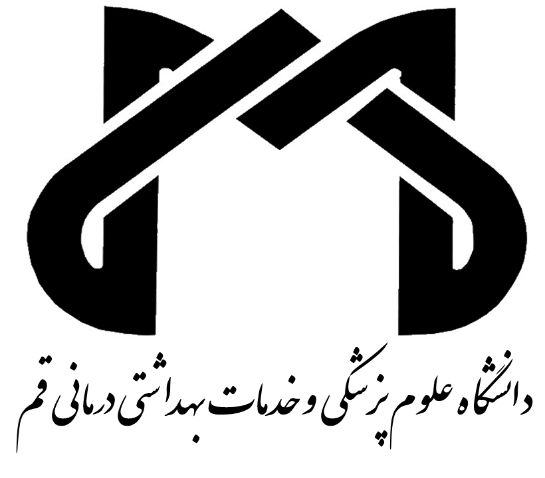 دانشگاه علوم پزشکی و خدمات بهداشتی درمانی قم